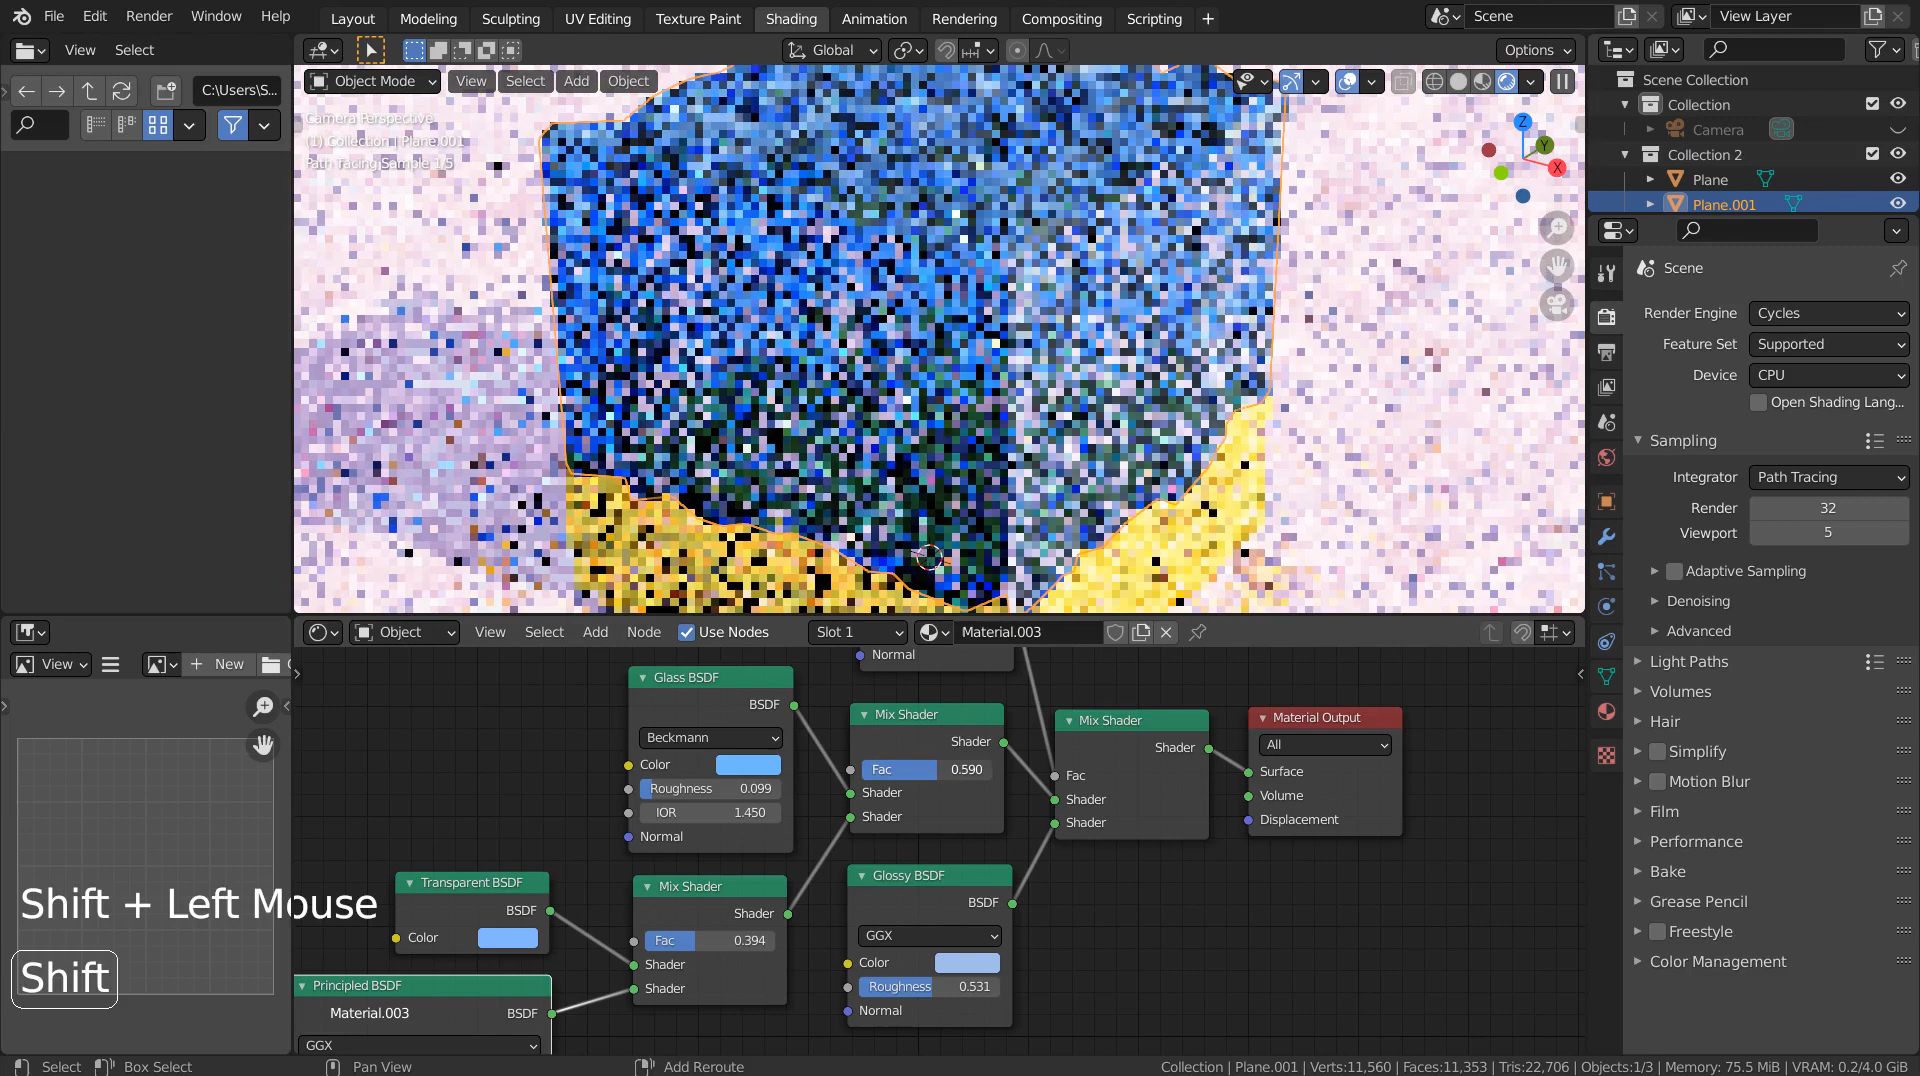 File Edit Render Window Help Layout Modeling Sculpting UV Editing Texture Paint Shading Animation Rendering Compositing Scripting + Scene View Layer
View Select Global Options
C:\Users\S...
Object Mode View Select Add Object
Camera Perspective
(1) Collection | Plane.001
Path Tracing Sample 1/5
Z
Y
X
Scene Collection
Collection
Camera
Collection 2
Plane
Plane.001
Scene
Render Engine Cycles
Feature Set Supported
Device CPU
Open Shading Lang...
Sampling
Integrator Path Tracing
Render 32
Viewport 5
Adaptive Sampling
Denoising
Advanced
Light Paths
Volumes
Hair
Simplify
Motion Blur
Film
Performance
Bake
Grease Pencil
Freestyle
Color Management
Object View Select Add Node Use Nodes Slot 1 Material.003
View New
Normal
Glass BSDF
BSDF
Beckmann
Color
Roughness 0.099
IOR 1.450
Normal
Mix Shader
Shader
Fac 0.590
Shader
Shader
Mix Shader
Shader
Fac
Shader
Shader
Material Output
All
Surface
Volume
Displacement
Transparent BSDF
BSDF
Color
Mix Shader
Shader
Fac 0.394
Shader
Shader
Glossy BSDF
BSDF
GGX
Color
Roughness 0.531
Normal
Principled BSDF
Material.003 BSDF
GGX
Shift + Left Mouse
Shift
Select Box Select Pan View Add Reroute Collection | Plane.001 | Verts:11,560 | Faces:11,353 | Tris:22,706 | Objects:1/3 | Memory: 75.5 MiB | VRAM: 0.2/4.0 GiB